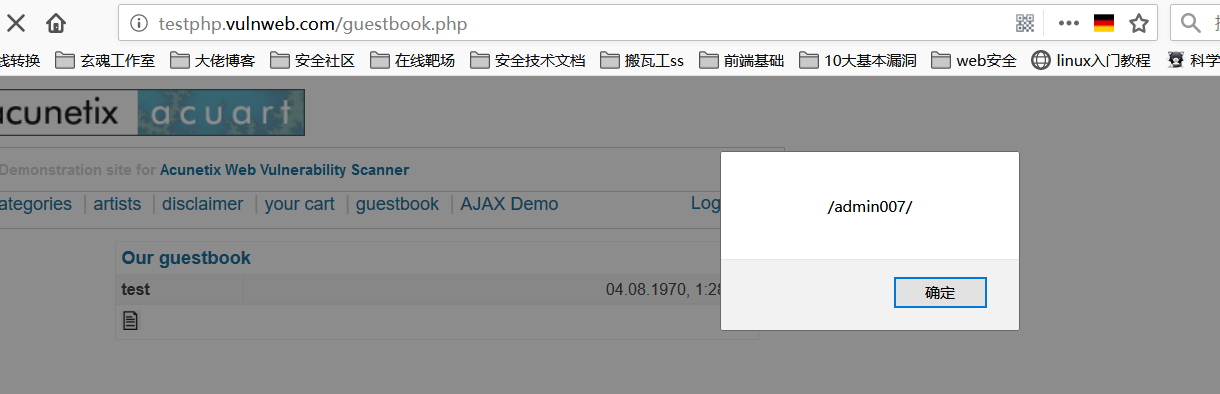 testphp.vulnweb.com/guestbook.php
线转换 玄魂工作室 大佬博客 安全社区 在线靶场 安全技术文档 搬瓦工ss 前端基础 10大基本漏洞 web安全 linux入门教程 科学
acunetix acuart
Demonstration site for Acunetix Web Vulnerability Scanner
ategories | artists | disclaimer | your cart | guestbook | AJAX Demo Log
/admin007/
Our guestbook
test 04.08.1970, 1:28
确定